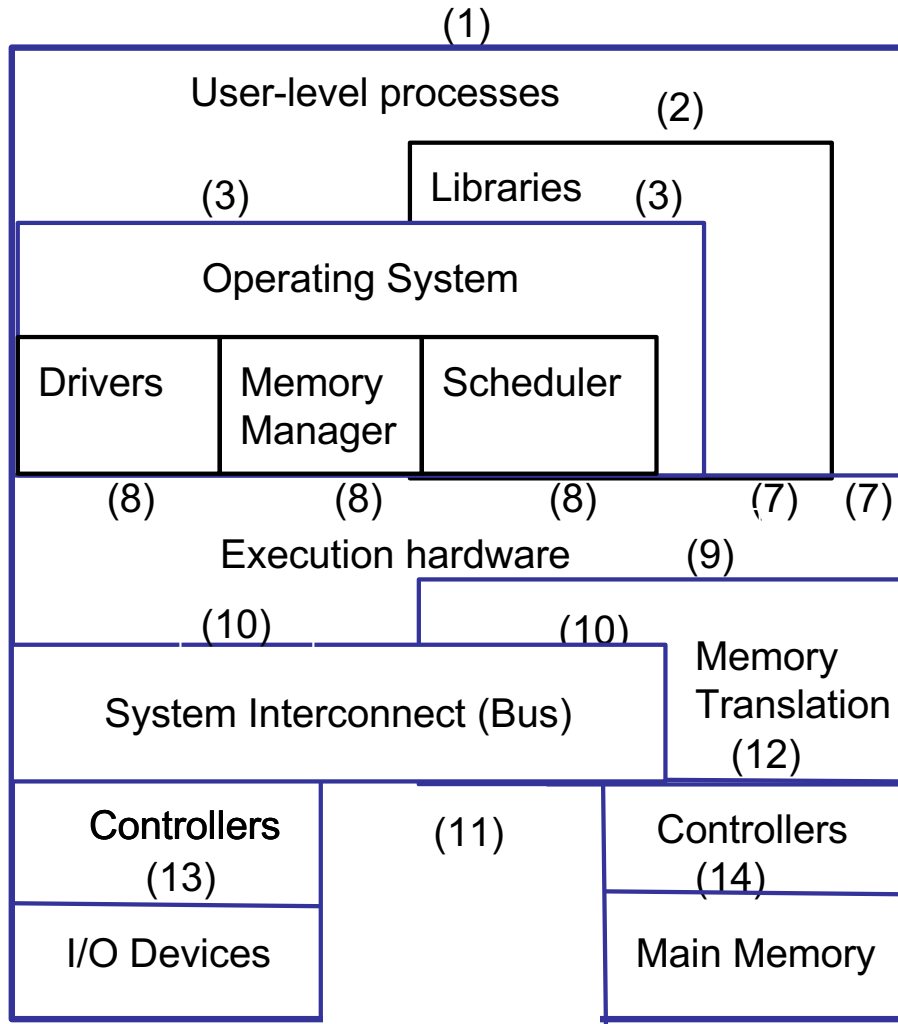 (1)
User-level processes
(2)
(3)
Libraries
(3)
Operating System
Drivers
Memory
Manager
Scheduler
(8)
(8)
(8)
(7)
(7)
Execution hardware
(9)
(10)
(10)
Memory
Translation
System Interconnect (Bus)
(12)
Controllers
(11)
Controllers
(13)
(14)
I/O Devices
Main Memory